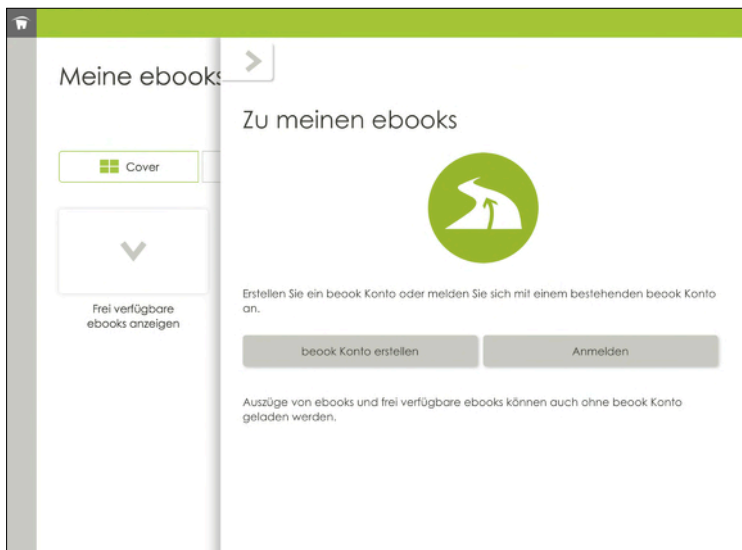 Meine ebooks
Cover
Frei verfügbare
ebooks anzeigen
Zu meinen ebooks
Erstellen Sie ein beook Konto oder melden Sie sich mit einem bestehenden beook Konto
an.
beook Konto erstellen
Anmelden
Auszüge von ebooks und frei verfügbare ebooks können auch ohne beook Konto
geladen werden.